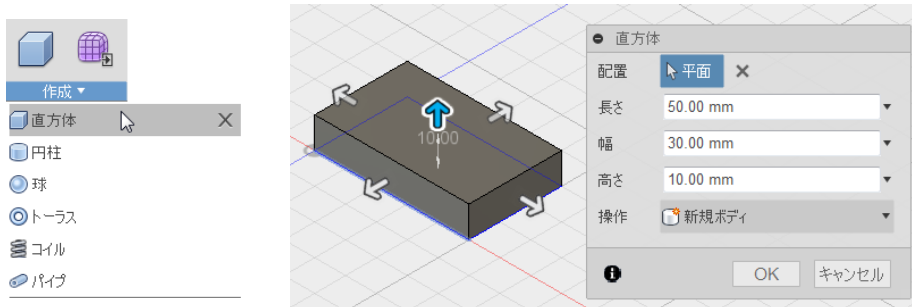 作成▼
直方体
円柱
球
トーラス
コイル
パイプ
10.00
直方体
配置 平面
長さ 50.00 mm
幅 30.00 mm
高さ 10.00 mm
操作 新規ボディ
OK キャンセル